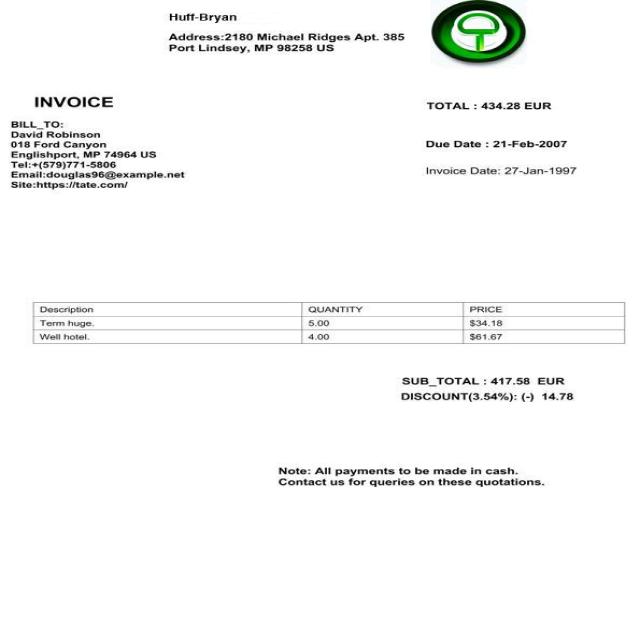 Huff-Bryan
Address:2180 Michael Ridges Apt. 385
Port Lindsey, MP 98258 US
INVOICE
TOTAL : 434.28 EUR
BILL_TO:
David Robinson
018 Ford Canyon
Englishport, MP 74964 US
Tel:+(579)771-5806
Email:douglas96@example.net
Site:https://tate.com/
Due Date : 21-Feb-2007
Invoice Date: 27-Jan-1997
Description QUANTITY PRICE
Term huge. 5.00 $34.18
Well hotel. 4.00 $61.67
SUB_TOTAL : 417.58 EUR
DISCOUNT(3.54%): (-) 14.78
Note: All payments to be made in cash.
Contact us for queries on these quotations.